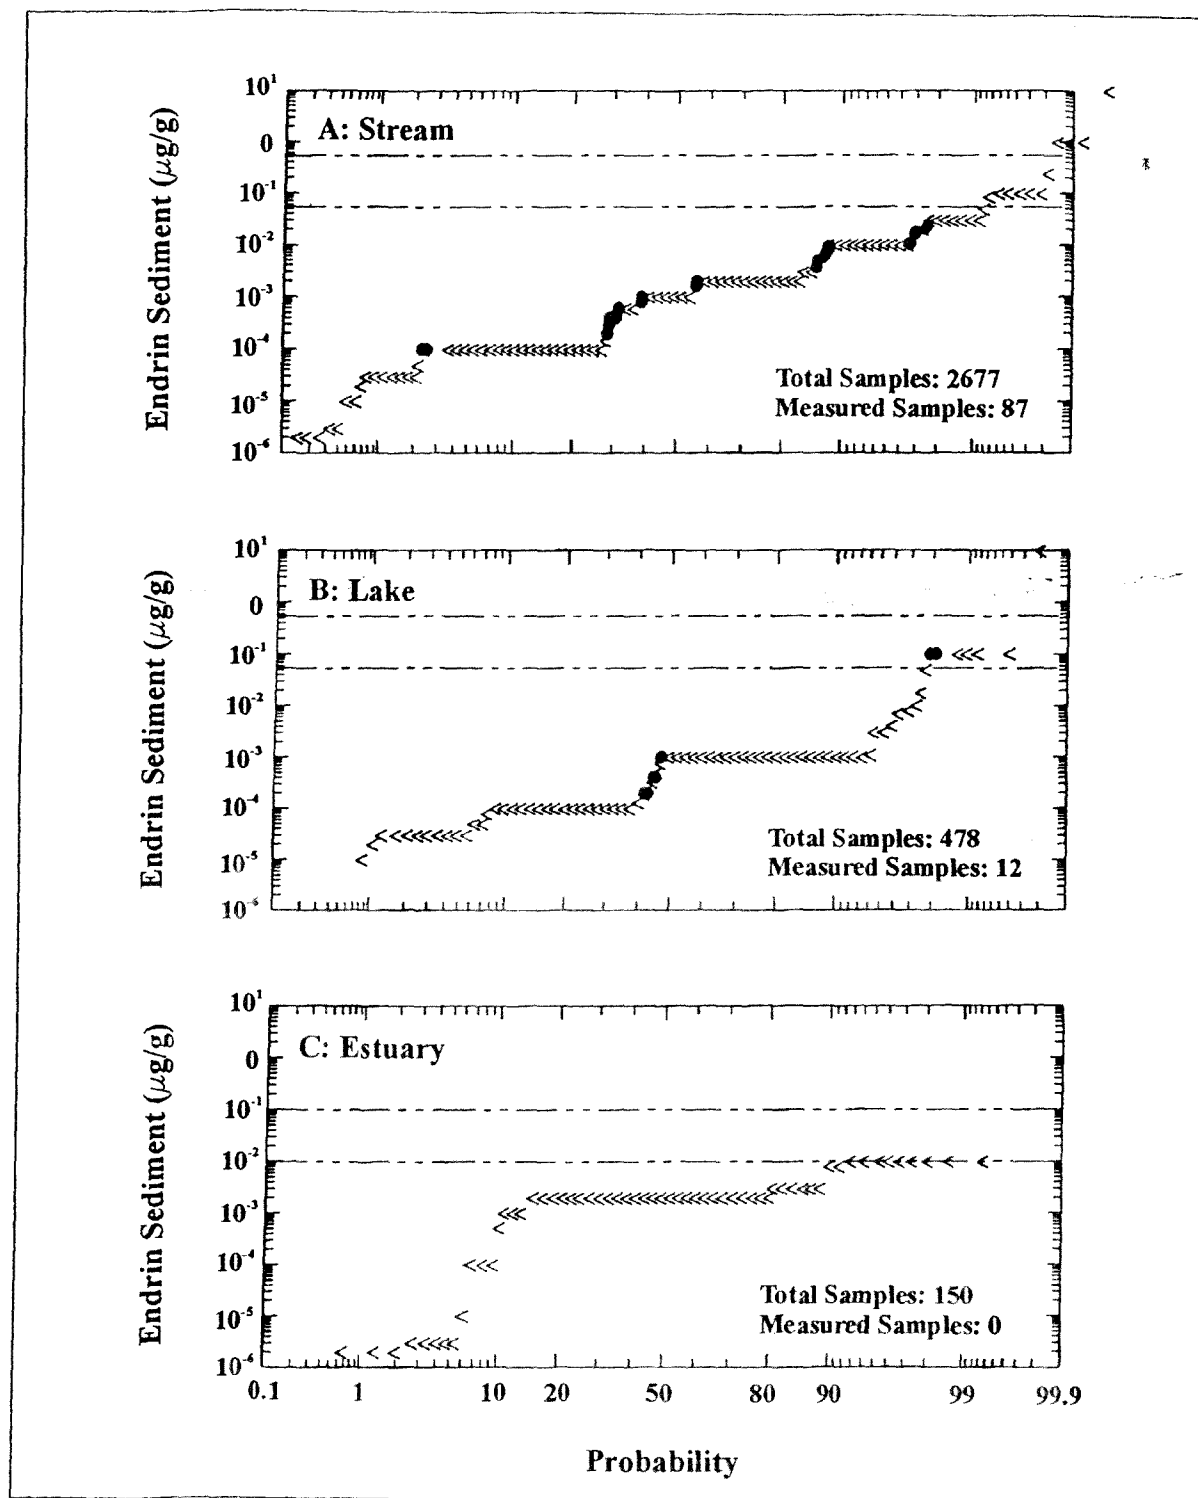 10¹
0
10⁻¹
10⁻²
10⁻³
10⁻⁴
10⁻⁵
10⁻⁶
Endrin Sediment (μg/g)
A: Stream
Total Samples: 2677
Measured Samples: 87
10¹
0
10⁻¹
10⁻²
10⁻³
10⁻⁴
10⁻⁵
10⁻⁶
Endrin Sediment (μg/g)
B: Lake
Total Samples: 478
Measured Samples: 12
10¹
0
10⁻¹
10⁻²
10⁻³
10⁻⁴
10⁻⁵
10⁻⁶
Endrin Sediment (μg/g)
C: Estuary
Total Samples: 150
Measured Samples: 0
0.1 1 10 20 50 80 90 99 99.9
Probability